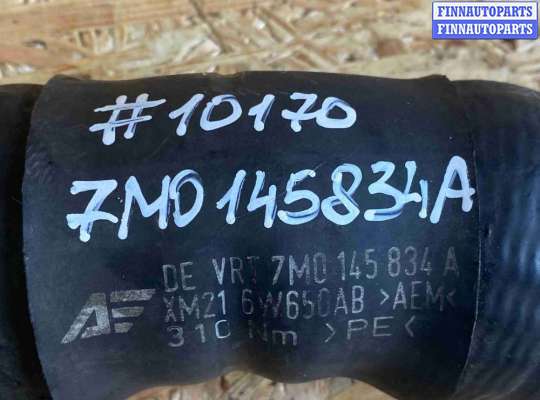 FINNAUTOPARTS
FINNAUTOPARTS
#10170
7M0145834A
DE VRT 7M0 145 834 A
XM21 6W650AB >AEM<
310 Nm >PE<